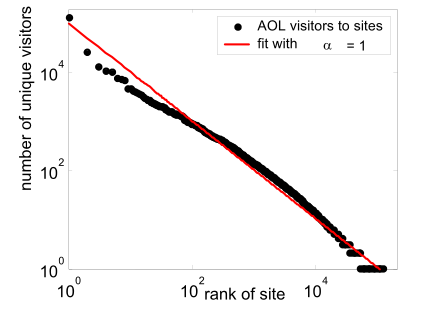 AOL visitors to sites
fit with α = 1
number of unique visitors
10^4
10^2
10^0
10^0 10^2 10^4
rank of site